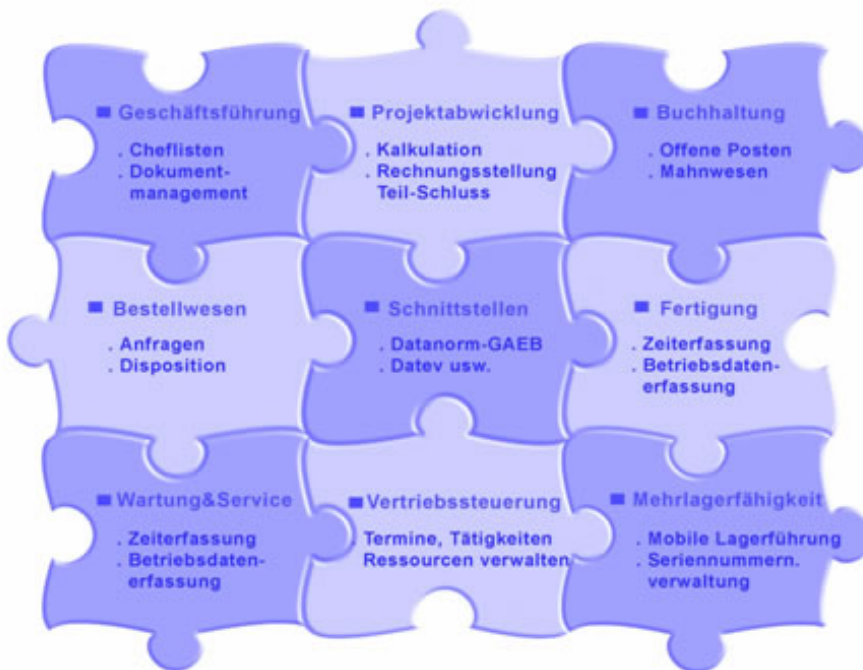 Geschäftsführung
. Cheflisten
. Dokument-
management
Projektabwicklung
. Kalkulation
. Rechnungsstellung
Teil-Schluss
Buchhaltung
. Offene Posten
. Mahnwesen
Bestellwesen
. Anfragen
. Disposition
Schnittstellen
. Datanorm-GAEB
. Datev usw.
Fertigung
. Zeiterfassung
. Betriebsdaten-
erfassung
Wartung&Service
. Zeiterfassung
. Betriebsdaten-
erfassung
Vertriebssteuerung
. Termine, Tätigkeiten
Ressourcen verwalten
Mehrlagerfähigkeit
. Mobile Lagerführung
. Seriennummern.
verwaltung